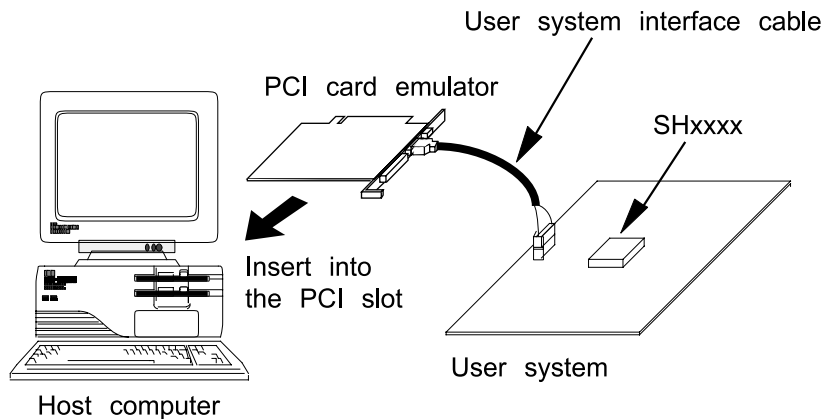 User system interface cable
PCI card emulator
SHxxxx
Insert into
the PCI slot
User system
Host computer